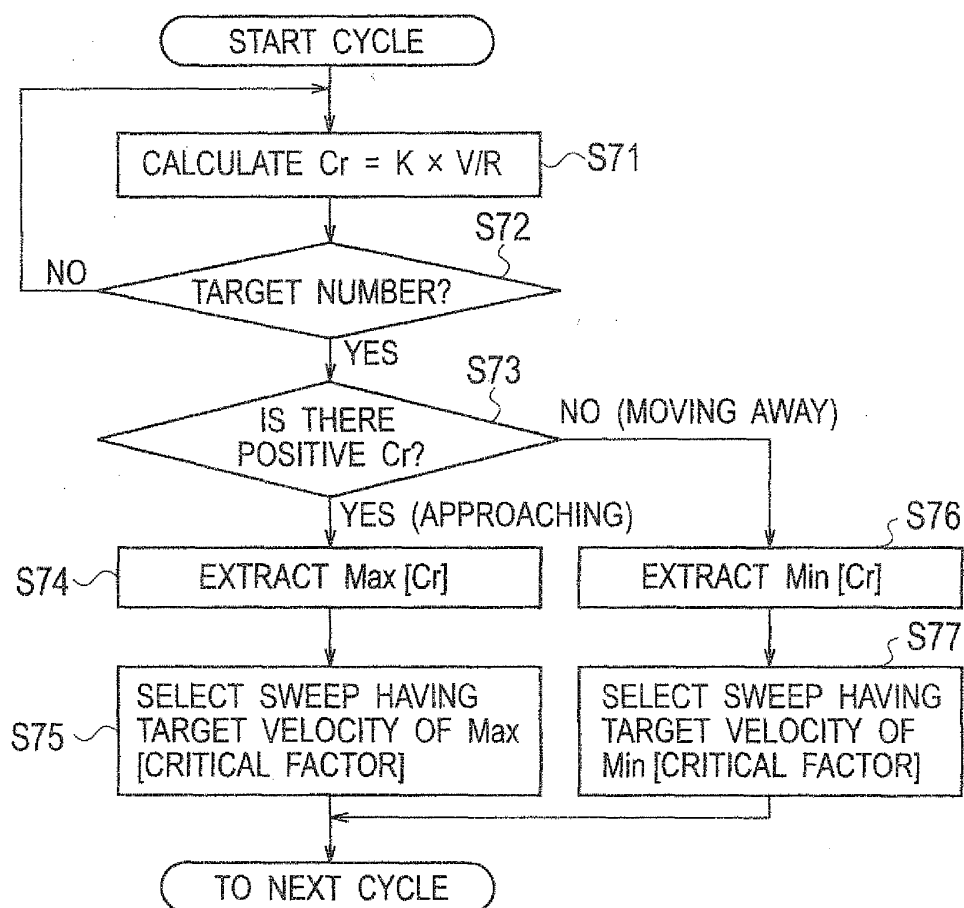 START CYCLE
CALCULATE Cr = K × V/R
S71
S72
TARGET NUMBER?
NO
YES
S73
IS THERE
POSITIVE Cr?
NO (MOVING AWAY)
YES (APPROACHING)
S74
EXTRACT Max [Cr]
S76
EXTRACT Min [Cr]
S75
SELECT SWEEP HAVING
TARGET VELOCITY OF Max
[CRITICAL FACTOR]
S77
SELECT SWEEP HAVING
TARGET VELOCITY OF
Min [CRITICAL FACTOR]
TO NEXT CYCLE